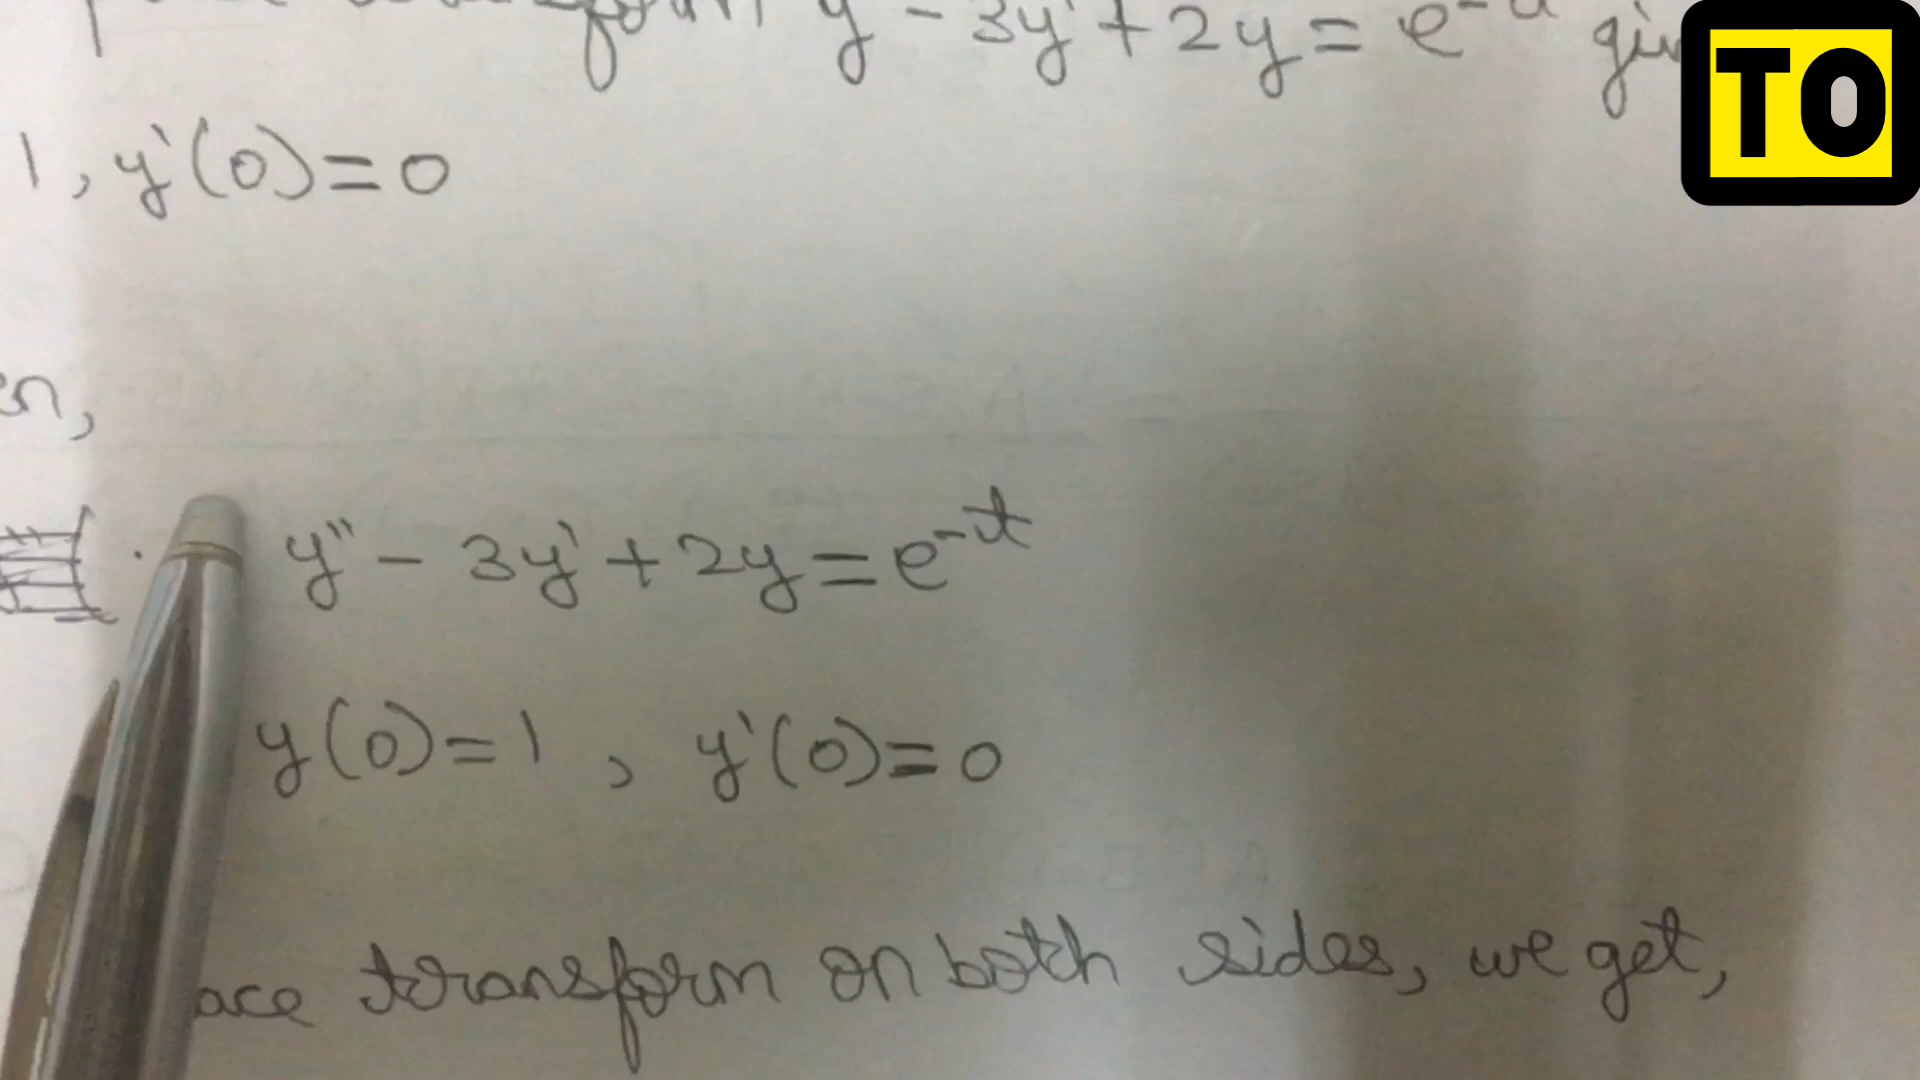 y - 3y' + 2y = e
TO
1, y'(0) = 0
y'' - 3y' + 2y = e^{-t}
y(0) = 1, y'(0) = 0
transform on both sides, we get,